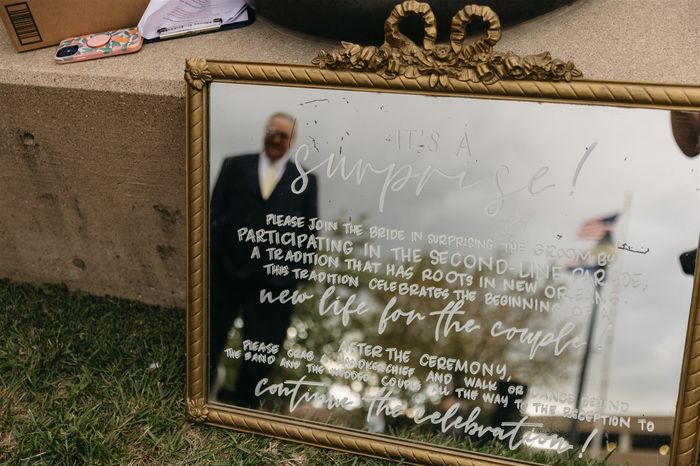 IT'S A
surprise!
PLEASE JOIN THE BRIDE IN SURPRISING THE GROOM BY
PARTICIPATING IN THE SECOND-LINE PARADE,
A TRADITION THAT HAS ROOTS IN NEW ORLEANS.
THIS TRADITION CELEBRATES THE BEGINNING OF A
new life for the couple!
AFTER THE CEREMONY,
PLEASE GRAB A HANDKERCHIEF AND WALK OR DANCE BEHIND
THE BAND AND THE WEDDED COUPLE ALL THE WAY TO THE RECEPTION TO
continue the celebration!